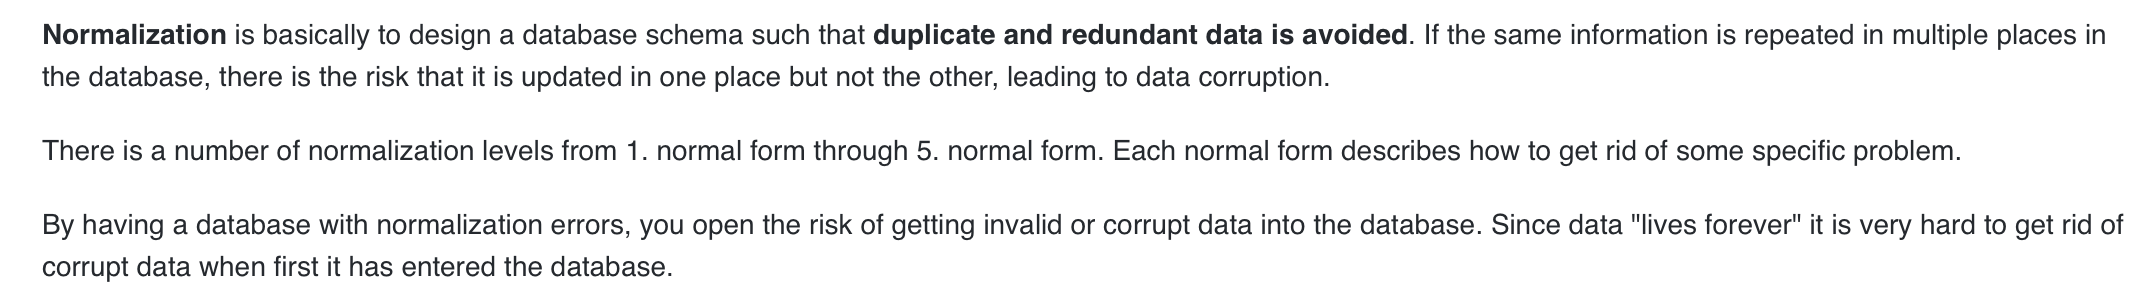 Normalization is basically to design a database schema such that duplicate and redundant data is avoided. If the same information is repeated in multiple places in
the database, there is the risk that it is updated in one place but not the other, leading to data corruption.
There is a number of normalization levels from 1. normal form through 5. normal form. Each normal form describes how to get rid of some specific problem.
By having a database with normalization errors, you open the risk of getting invalid or corrupt data into the database. Since data "lives forever" it is very hard to get rid of
corrupt data when first it has entered the database.